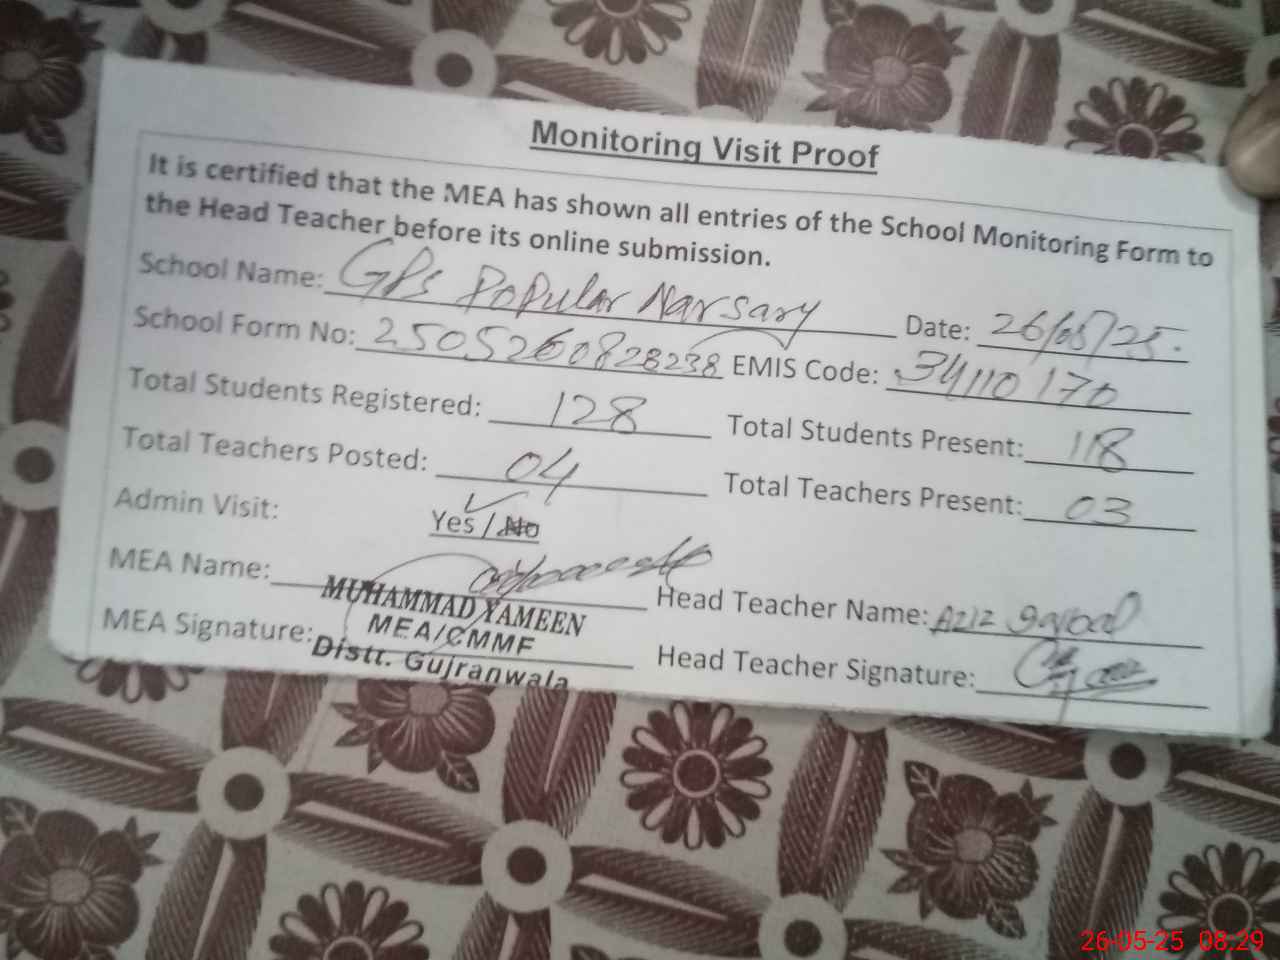 Monitoring Visit Proof
It is certified that the MEA has shown all entries of the School Monitoring Form to
the Head Teacher before its online submission.
School Name: GPs Popular Narsary Date: 26/05/25.
School Form No: 2505260828238 EMIS Code: 34110170
Total Students Registered: 128 Total Students Present: 118
Total Teachers Posted: 04 Total Teachers Present: 03
Admin Visit: Yes / No
MEA Name: Head Teacher Name: Aziz
MUHAMMAD YAMEEN
MEA/CMMF
MEA Signature: Head Teacher Signature:
Distt. Gujranwala
26-05-25 08:29